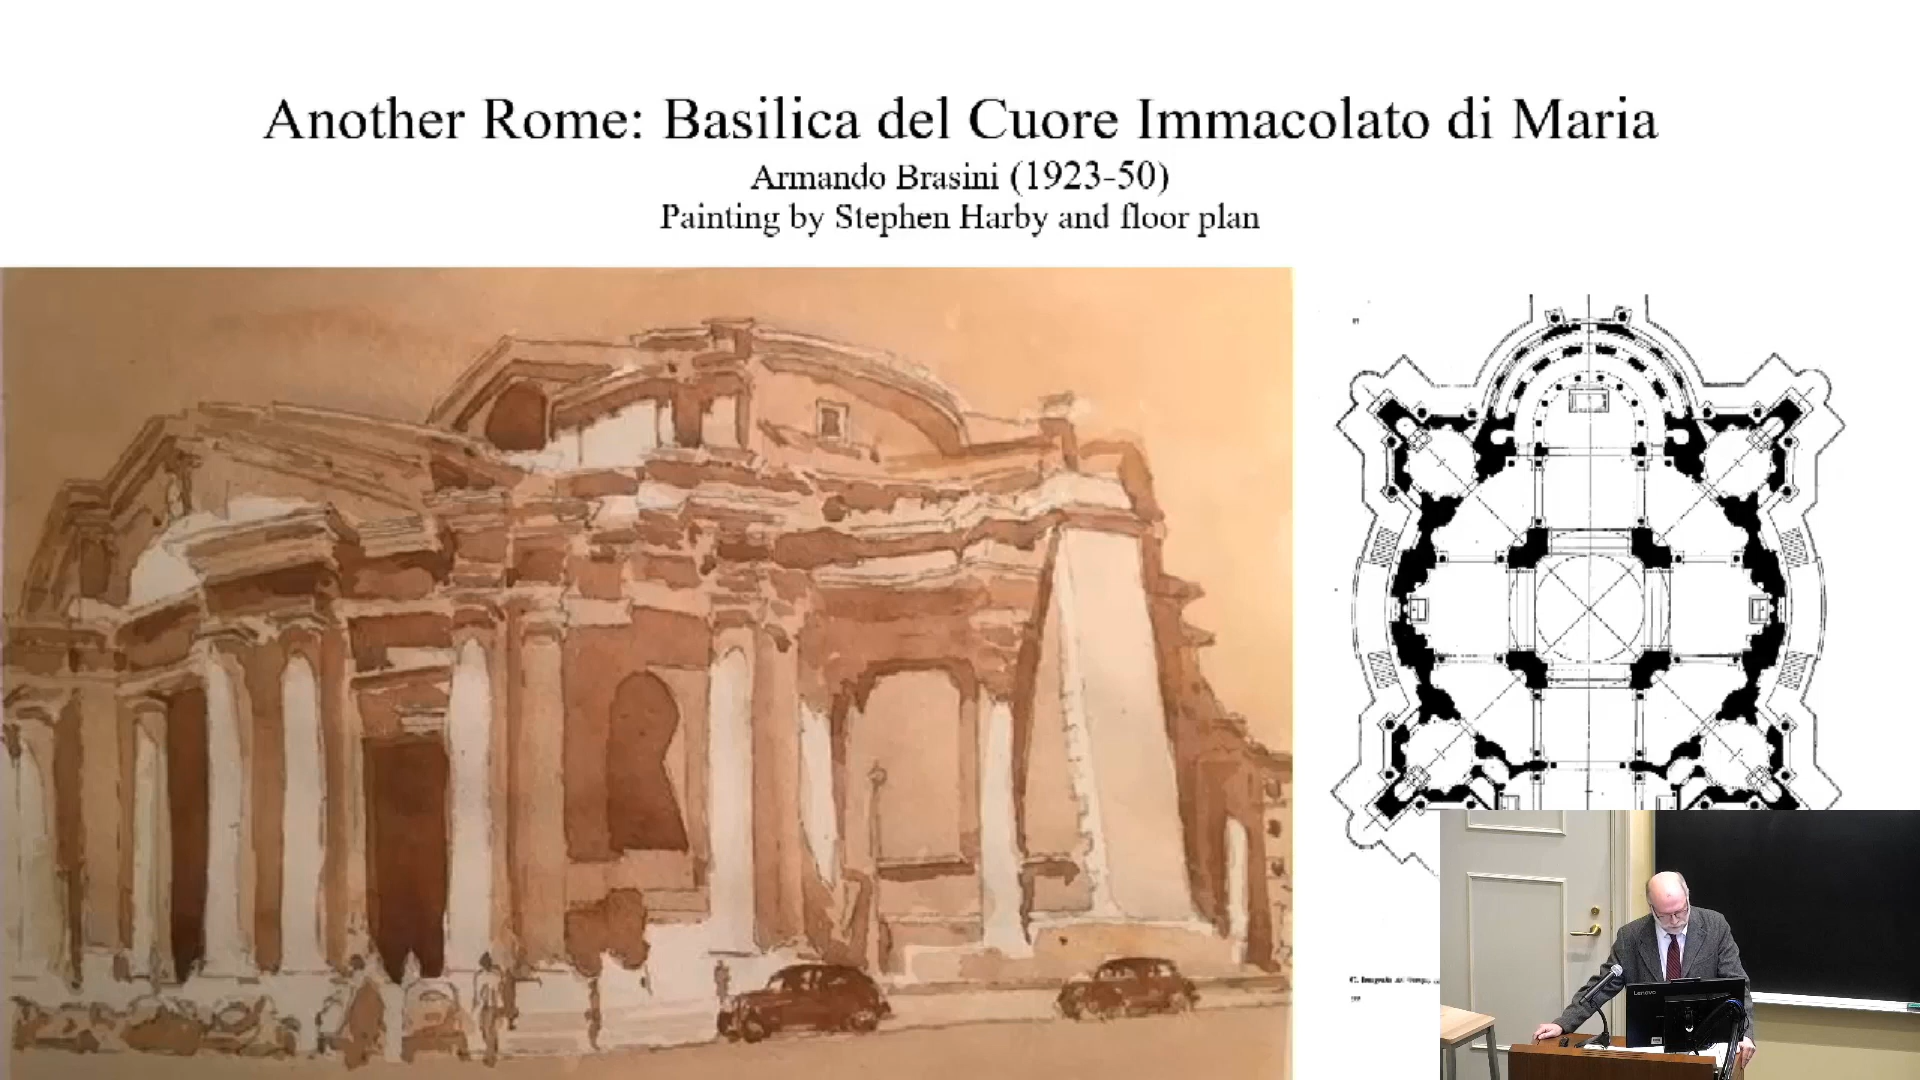 Another Rome: Basilica del Cuore Immacolato di Maria
Armando Brasini (1923-50)
Painting by Stephen Harby and floor plan
Lenovo